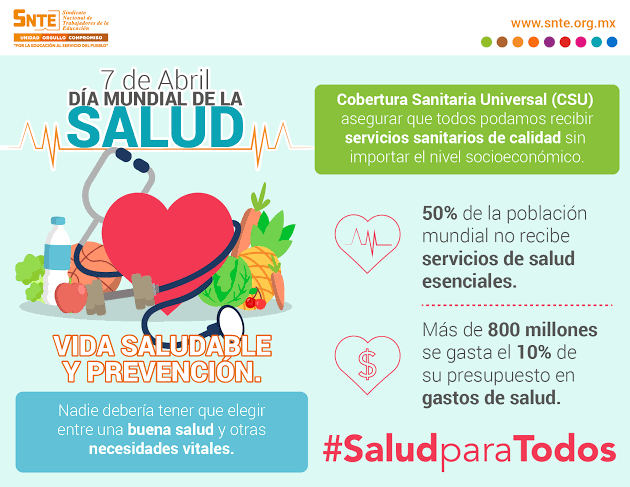 SNTE
Sindicato
Nacional de
Trabajadores de la
Educación
UNIDAD ORGULLO COMPROMISO
"POR LA EDUCACIÓN AL SERVICIO DEL PUEBLO"
www.snte.org.mx
7 de Abril
DÍA MUNDIAL DE LA
SALUD
VIDA SALUDABLE
Y PREVENCIÓN.
Nadie debería tener que elegir
entre una buena salud y otras
necesidades vitales.
Cobertura Sanitaria Universal (CSU)
asegurar que todos podamos recibir
servicios sanitarios de calidad sin
importar el nivel socioeconómico.
50% de la población
mundial no recibe
servicios de salud
esenciales.
$
Más de 800 millones
se gasta el 10% de
su presupuesto en
gastos de salud.
#SaludparaTodos